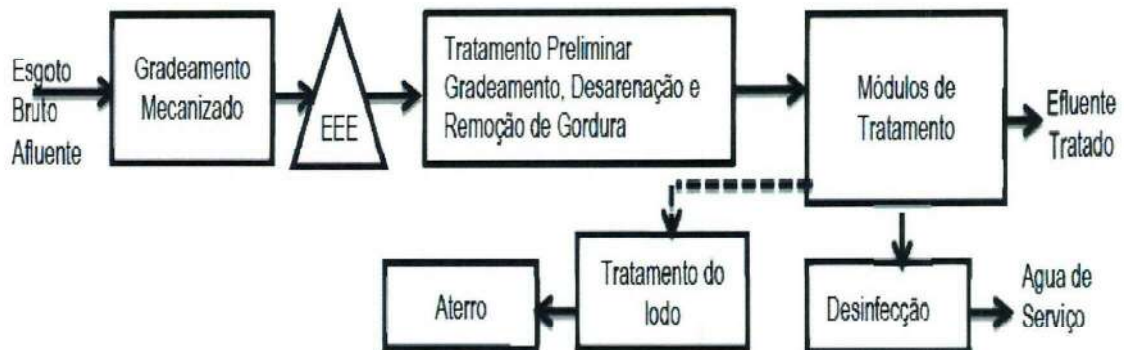 Esgoto
Bruto
Afluente
Gradeamento
Mecanizado
EEE
Tratamento Preliminar
Gradeamento, Desarenação e
Remoção de Gordura
Módulos de
Tratamento
Efluente
Tratado
Aterro
Tratamento do
lodo
Desinfecção
Agua de
Serviço